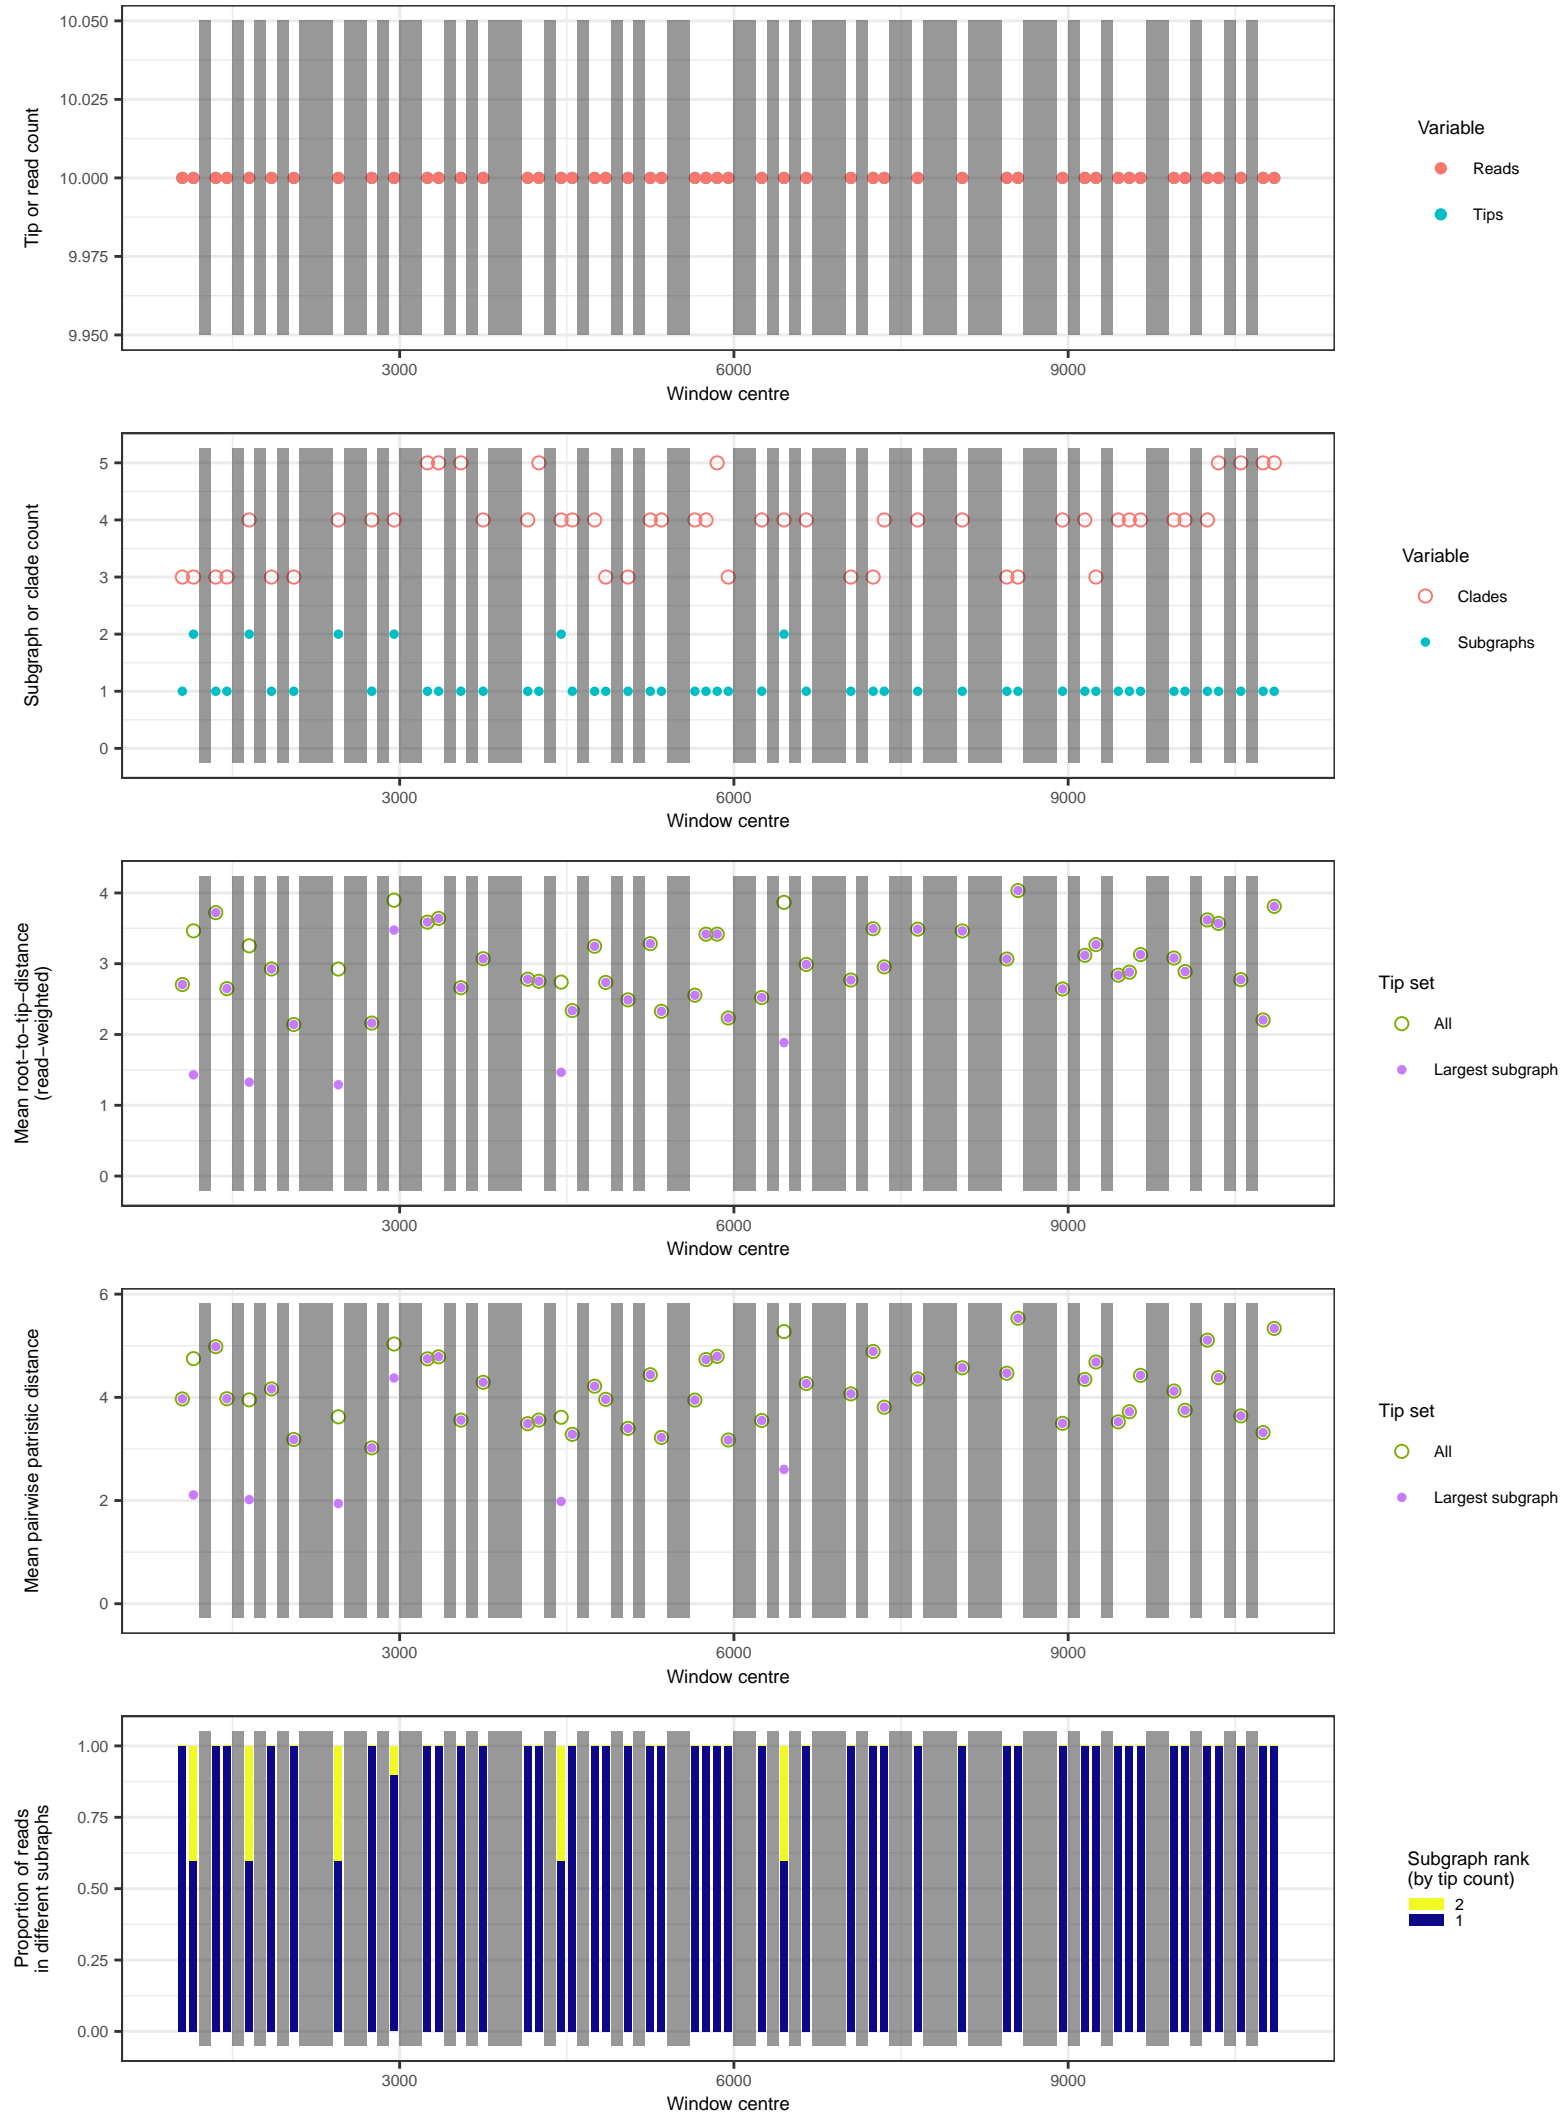 10.050
10.025
10.000
9.975
9.950
Tip or read count
3000 6000 9000
Window centre
Variable
Reads
Tips
5
4
3
2
1
0
Subgraph or clade count
3000 6000 9000
Window centre
Variable
Clades
Subgraphs
4
3
2
1
0
Mean root−to−tip−distance
(read−weighted)
3000 6000 9000
Window centre
Tip set
All
Largest subgraph
6
4
2
0
Mean pairwise patristic distance
3000 6000 9000
Window centre
Tip set
All
Largest subgraph
1.00
0.75
0.50
0.25
0.00
Proportion of reads
in different subraphs
3000 6000 9000
Window centre
Subgraph rank
(by tip count)
2
1